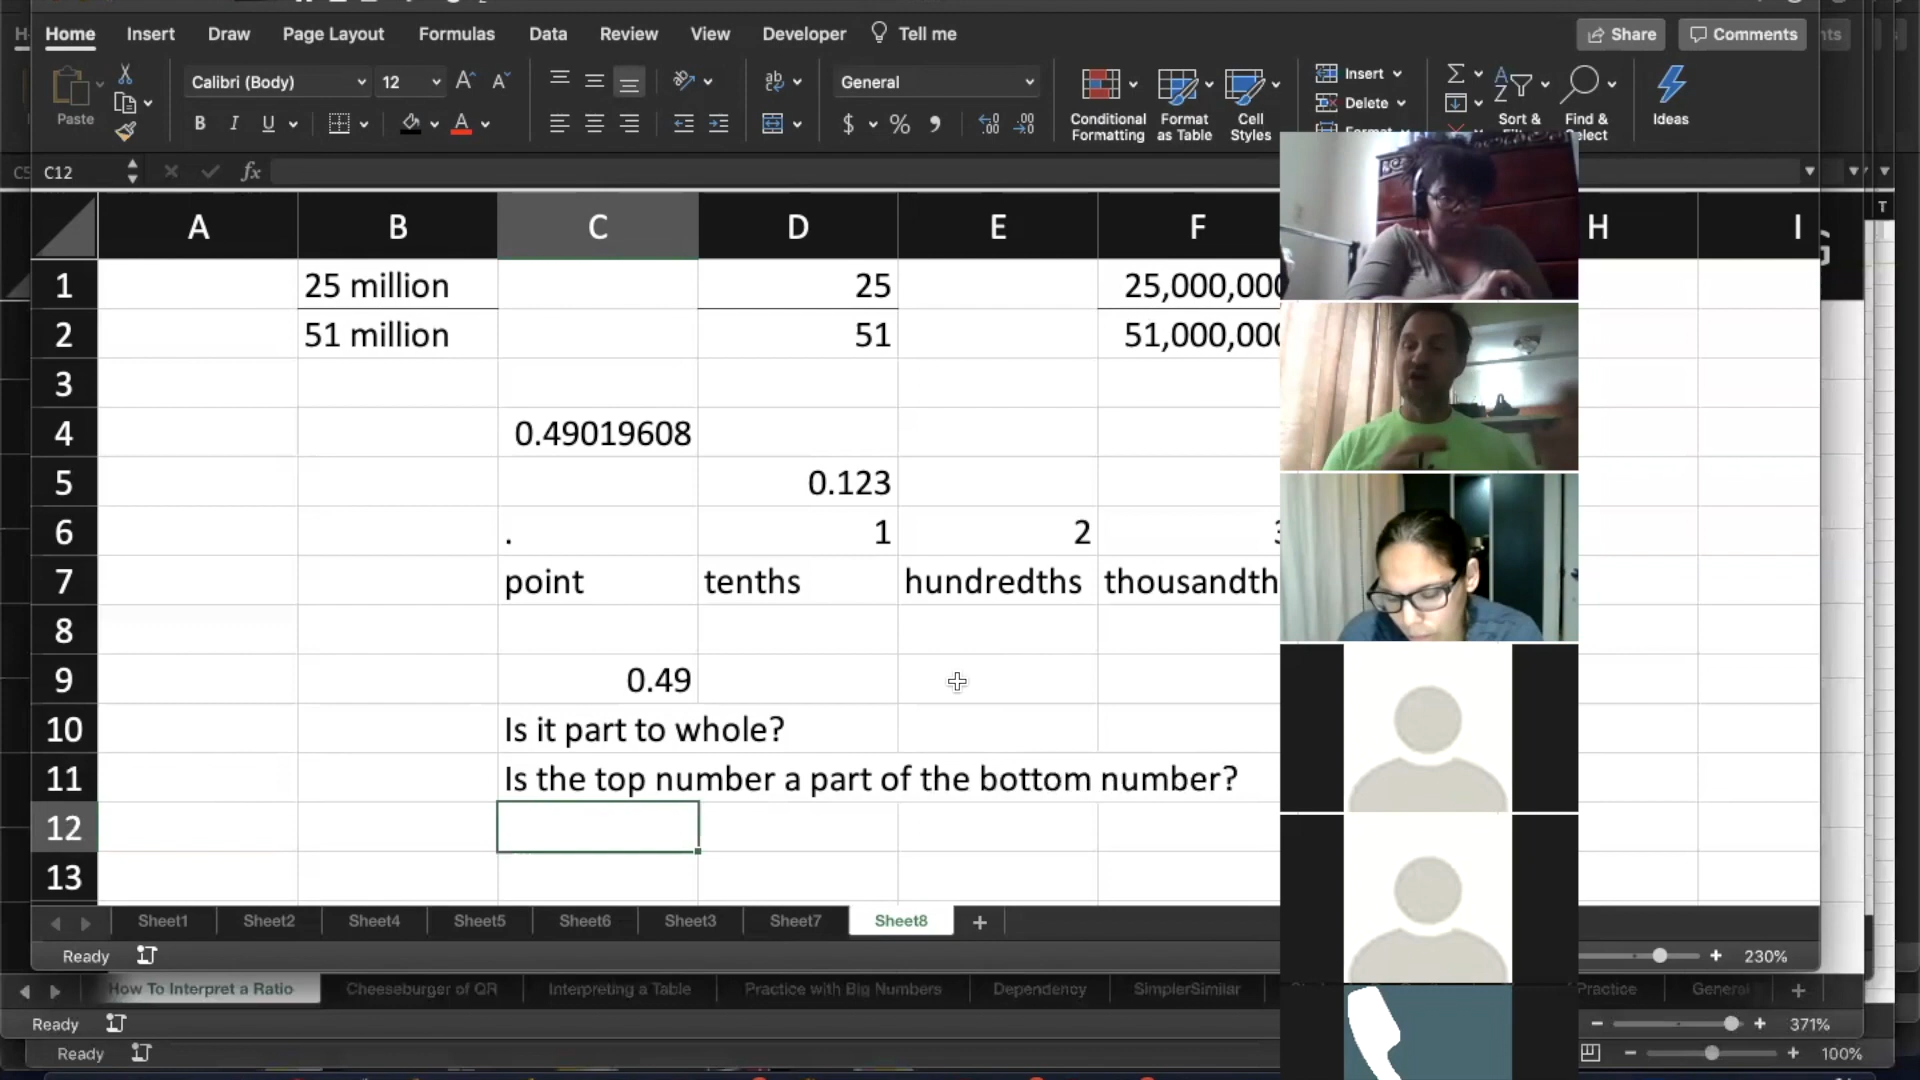 Home Insert Draw Page Layout Formulas Data Review View Developer Tell me Share Comments
Paste
Calibri (Body) 12
General
Conditional Formatting
Format as Table
Cell Styles
Insert
Delete
Format
Sort &
Find & Select
Ideas
B I U
$ %
C12 fx
A B C D E F H I
1 25 million 25 25,000,000
2 51 million 51 51,000,000
3
4 0.49019608
5 0.123
6 . 1 2
7 point tenths hundredths thousandth
8
9 0.49
10 Is it part to whole?
11 Is the top number a part of the bottom number?
12
13
Sheet1 Sheet2 Sheet4 Sheet5 Sheet6 Sheet3 Sheet7 Sheet8 +
Ready 230%
How To Interpret a Ratio Cheeseburger of QR Interpreting a Table Practice with Big Numbers Dependency SimplerSimilar Practice General +
Ready 371%
Ready 100%